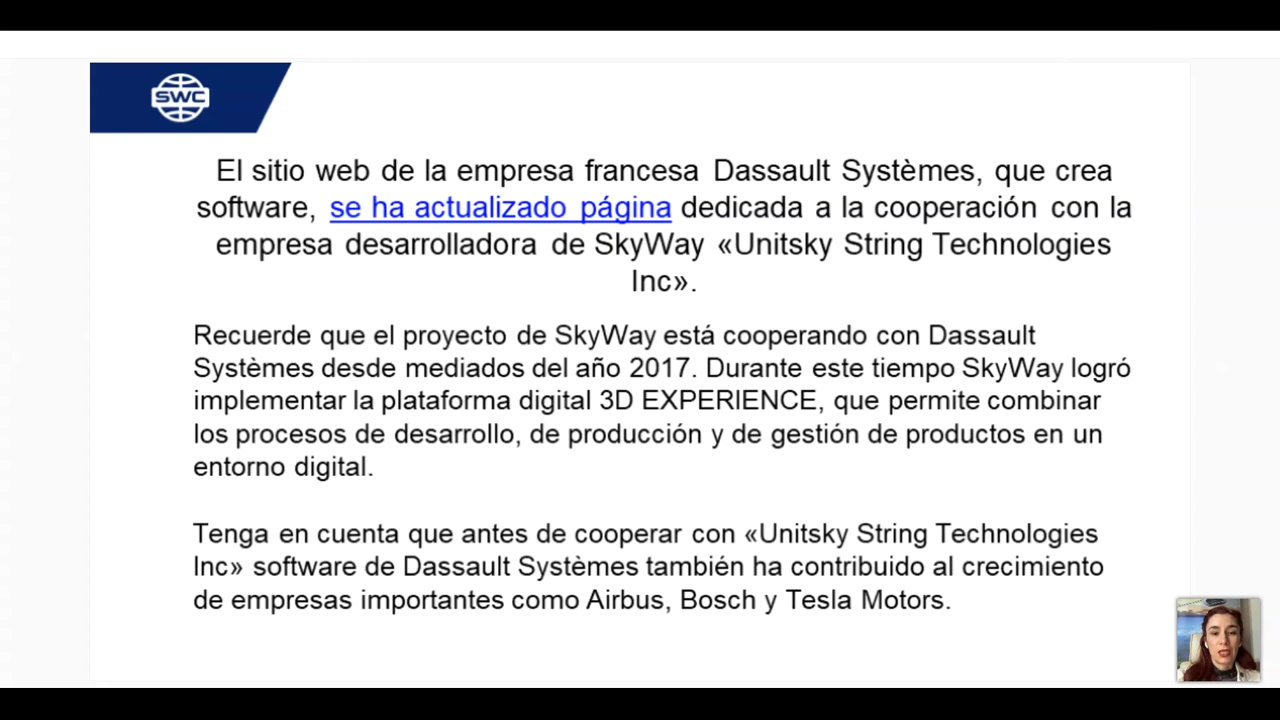 SWC
El sitio web de la empresa francesa Dassault Systèmes, que crea
software, se ha actualizado página dedicada a la cooperación con la
empresa desarrolladora de SkyWay «Unitsky String Technologies
Inc».
Recuerde que el proyecto de SkyWay está cooperando con Dassault
Systèmes desde mediados del año 2017. Durante este tiempo SkyWay logró
implementar la plataforma digital 3D EXPERIENCE, que permite combinar
los procesos de desarrollo, de producción y de gestión de productos en un
entorno digital.
Tenga en cuenta que antes de cooperar con «Unitsky String Technologies
Inc» software de Dassault Systèmes también ha contribuido al crecimiento
de empresas importantes como Airbus, Bosch y Tesla Motors.